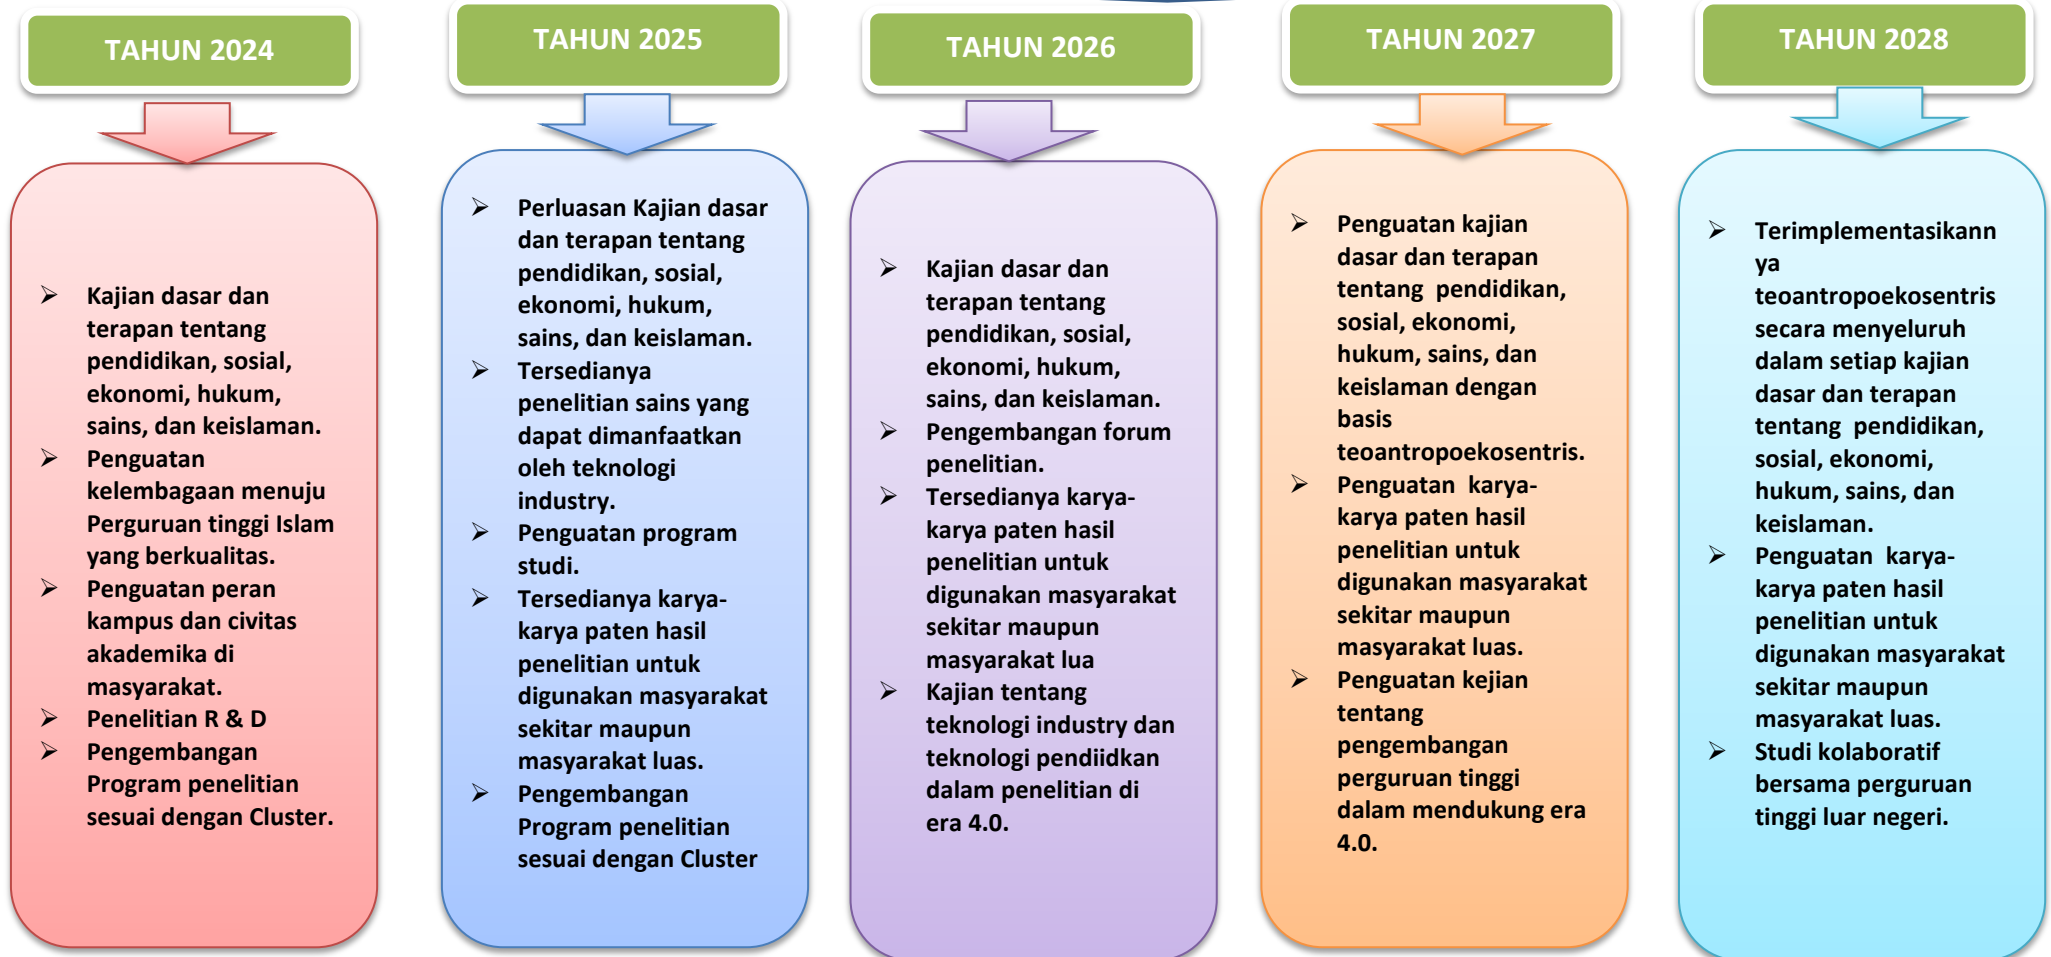 TAHUN 2024
➢ Kajian dasar dan
terapan tentang
pendidikan, sosial,
ekonomi, hukum,
sains, dan keislaman.
➢ Penguatan
kelembagaan menuju
Perguruan tinggi Islam
yang berkualitas.
➢ Penguatan peran
kampus dan civitas
akademika di
masyarakat.
➢ Penelitian R & D
➢ Pengembangan
Program penelitian
sesuai dengan Cluster.
TAHUN 2025
➢ Perluasan Kajian dasar
dan terapan tentang
pendidikan, sosial,
ekonomi, hukum,
sains, dan keislaman.
➢ Tersedianya
penelitian sains yang
dapat dimanfaatkan
oleh teknologi
industry.
➢ Penguatan program
studi.
➢ Tersedianya karya-
karya paten hasil
penelitian untuk
digunakan masyarakat
sekitar maupun
masyarakat luas.
➢ Pengembangan
Program penelitian
sesuai dengan Cluster
TAHUN 2026
➢ Kajian dasar dan
terapan tentang
pendidikan, sosial,
ekonomi, hukum,
sains, dan keislaman.
➢ Pengembangan forum
penelitian.
➢ Tersedianya karya-
karya paten hasil
penelitian untuk
digunakan masyarakat
sekitar maupun
masyarakat lua
➢ Kajian tentang
teknologi industry dan
teknologi pendiidkan
dalam penelitian di
era 4.0.
TAHUN 2027
➢ Penguatan kajian
dasar dan terapan
tentang pendidikan,
sosial, ekonomi,
hukum, sains, dan
keislaman dengan
basis
teoantropoekosentris.
➢ Penguatan karya-
karya paten hasil
penelitian untuk
digunakan masyarakat
sekitar maupun
masyarakat luas.
➢ Penguatan kejian
tentang
pengembangan
perguruan tinggi
dalam mendukung era
4.0.
TAHUN 2028
➢ Terimplementasikann
ya
teoantropoekosentris
secara menyeluruh
dalam setiap kajian
dasar dan terapan
tentang pendidikan,
sosial, ekonomi,
hukum, sains, dan
keislaman.
➢ Penguatan karya-
karya paten hasil
penelitian untuk
digunakan masyarakat
sekitar maupun
masyarakat luas.
➢ Studi kolaboratif
bersama perguruan
tinggi luar negeri.